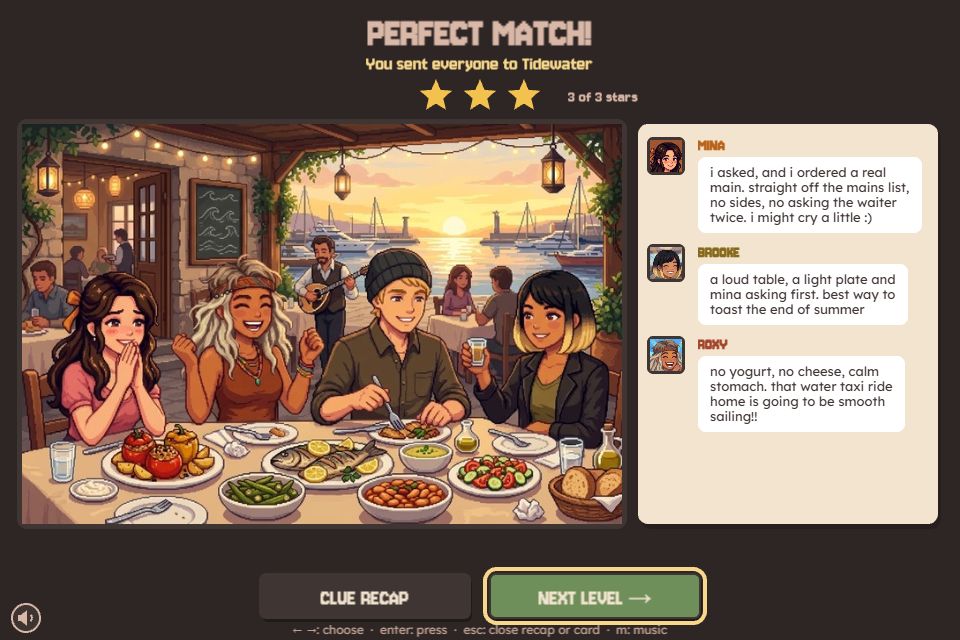 PERFECT MATCH!
You sent everyone to Tidewater
3 of 3 stars
MINA
i asked, and i ordered a real
main. straight off the mains list,
no sides, no asking the waiter
twice. i might cry a little :)
BROOKE
a loud table, a light plate and
mina asking first. best way to
toast the end of summer
ROXY
no yogurt, no cheese, calm
stomach. that water taxi ride
home is going to be smooth
sailing!!
CLUE RECAP
NEXT LEVEL →
← →: choose · enter: press · esc: close recap or card · m: music